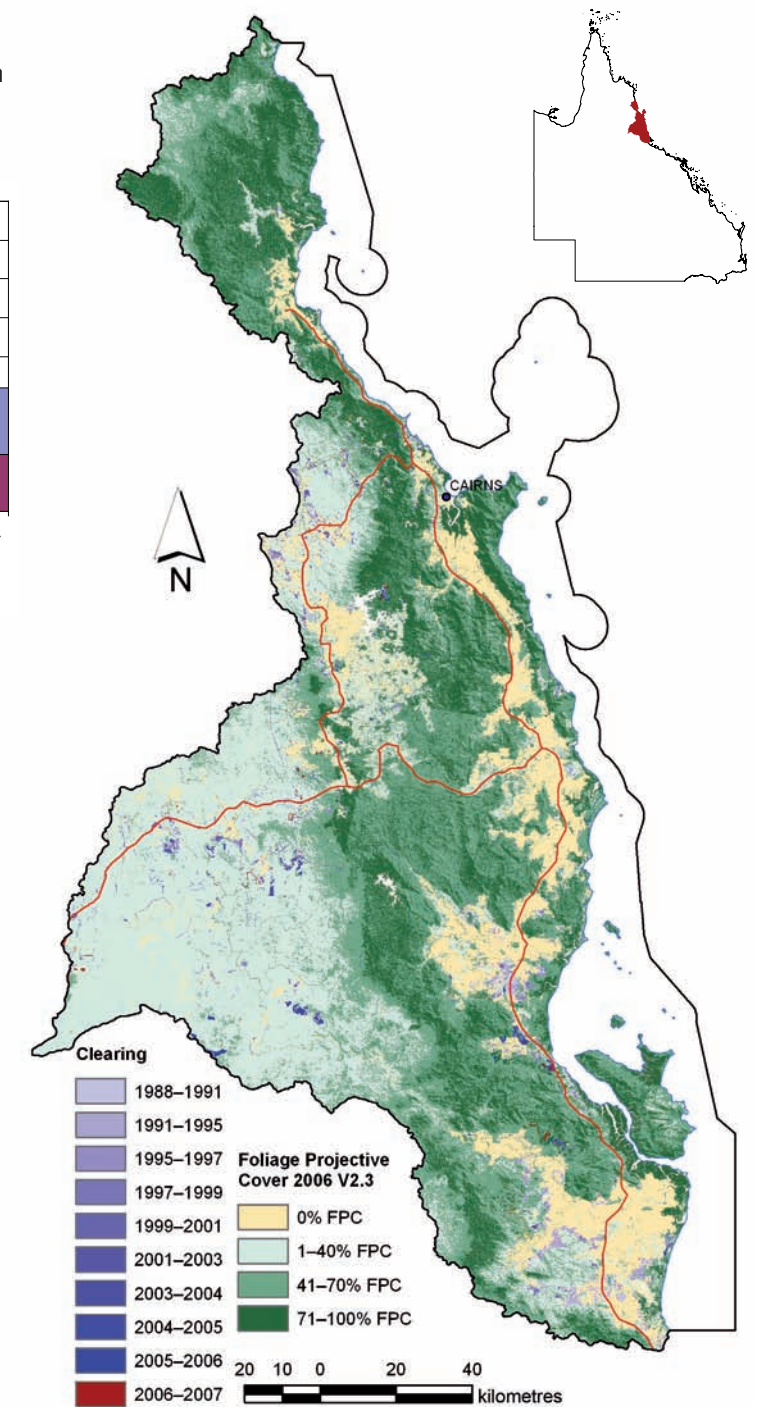 CAIRNS
N
Clearing
1988–1991
1991–1995
1995–1997
1997–1999
1999–2001
2001–2003
2003–2004
2004–2005
2005–2006
2006–2007
Foliage Projective
Cover 2006 V2.3
0% FPC
1–40% FPC
41–70% FPC
71–100% FPC
20 10 0 20 40
kilometres